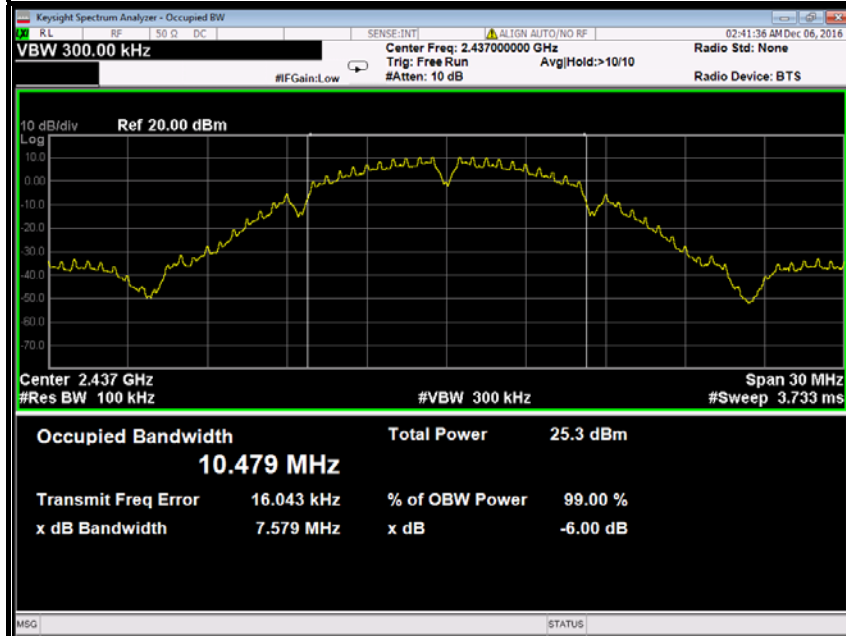 Keysight Spectrum Analyzer - Occupied BW
LXI RL RF 50 Ω DC SENSE:INT ALIGN AUTO/NO RF 02:41:36 AM Dec 06, 2016
VBW 300.00 kHz Center Freq: 2.437000000 GHz Radio Std: None
Trig: Free Run Avg|Hold:>10/10
#IFGain:Low #Atten: 10 dB Radio Device: BTS
10 dB/div Ref 20.00 dBm
Log
10.0
0.00
-10.0
-20.0
-30.0
-40.0
-50.0
-60.0
-70.0
Center 2.437 GHz Span 30 MHz
#Res BW 100 kHz #VBW 300 kHz #Sweep 3.733 ms
Occupied Bandwidth Total Power 25.3 dBm
10.479 MHz
Transmit Freq Error 16.043 kHz % of OBW Power 99.00 %
x dB Bandwidth 7.579 MHz x dB -6.00 dB
MSG STATUS